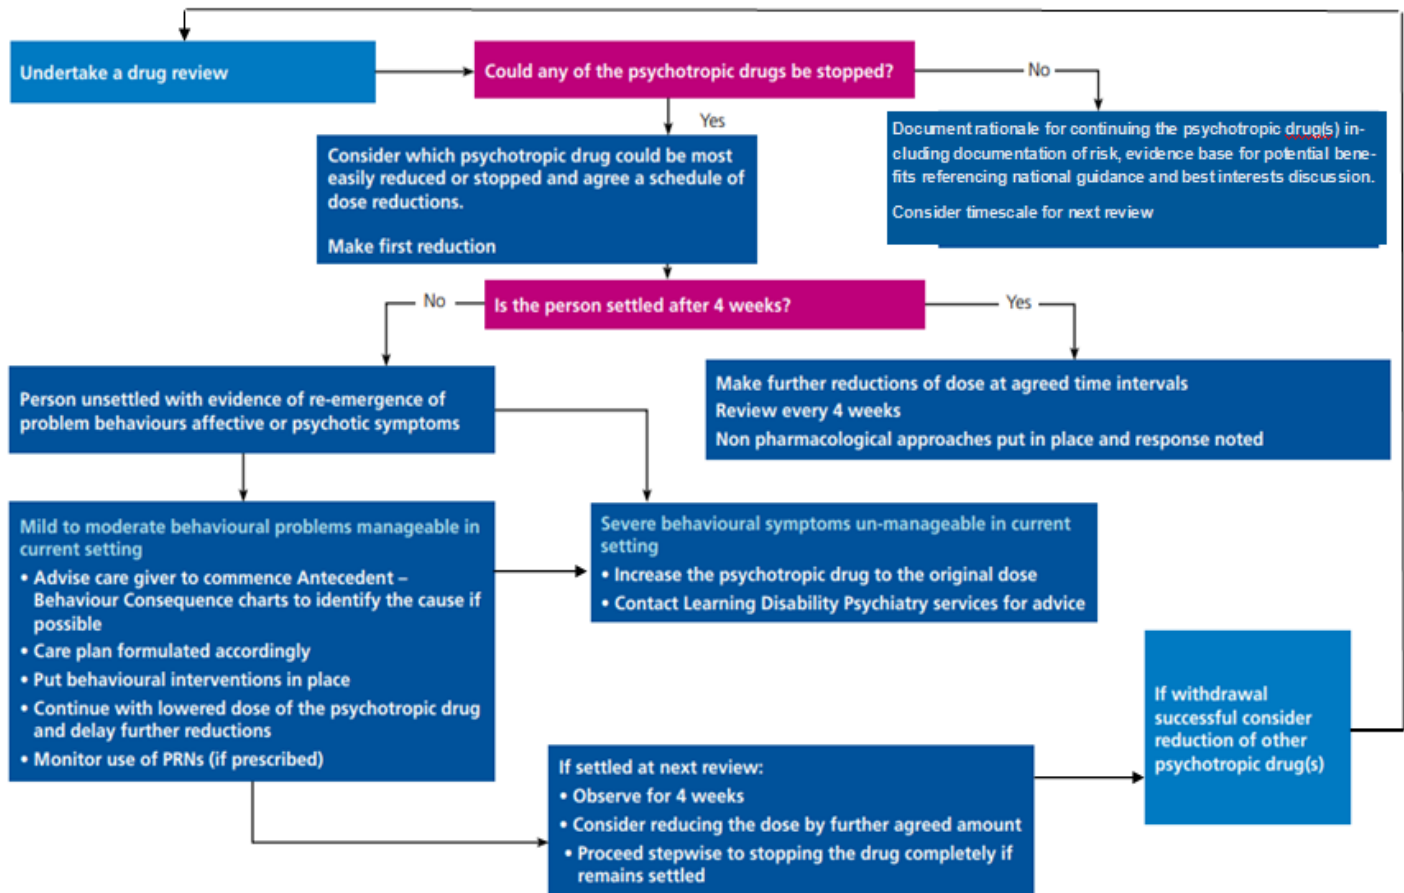 Undertake a drug review
Could any of the psychotropic drugs be stopped?
No
Yes
Document rationale for continuing the psychotropic drug(s) in-
cluding documentation of risk, evidence base for potential bene-
fits referencing national guidance and best interests discussion.
Consider timescale for next review
Consider which psychotropic drug could be most
easily reduced or stopped and agree a schedule of
dose reductions.
Make first reduction
No
Is the person settled after 4 weeks?
Yes
Person unsettled with evidence of re-emergence of
problem behaviours affective or psychotic symptoms
Make further reductions of dose at agreed time intervals
Review every 4 weeks
Non pharmacological approaches put in place and response noted
Mild to moderate behavioural problems manageable in
current setting
• Advise care giver to commence Antecedent –
Behaviour Consequence charts to identify the cause if
possible
• Care plan formulated accordingly
• Put behavioural interventions in place
• Continue with lowered dose of the psychotropic drug
and delay further reductions
• Monitor use of PRNs (if prescribed)
Severe behavioural symptoms un-manageable in current
setting
• Increase the psychotropic drug to the original dose
• Contact Learning Disability Psychiatry services for advice
If settled at next review:
• Observe for 4 weeks
• Consider reducing the dose by further agreed amount
• Proceed stepwise to stopping the drug completely if
remains settled
If withdrawal
successful consider
reduction of other
psychotropic drug(s)